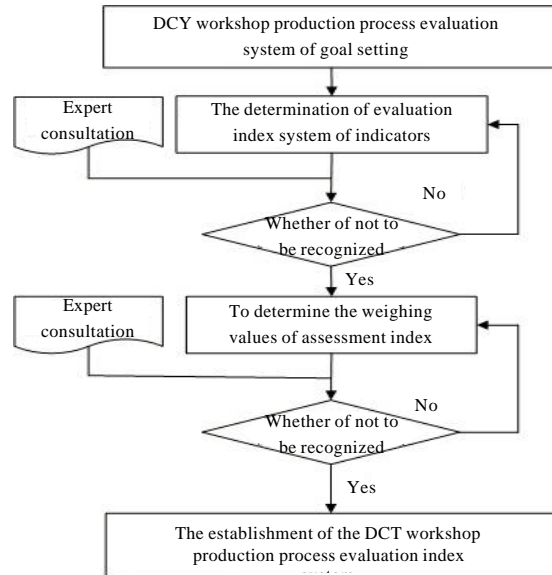 DCY workshop production process evaluation
system of goal setting
Expert
consultation
The determination of evaluation
index system of indicators
No
Whether of not to
be recognized
Yes
Expert
consultation
To determine the weighing
values of assessment index
No
Whether of not to
be recognized
Yes
The establishment of the DCT workshop
production process evaluation index